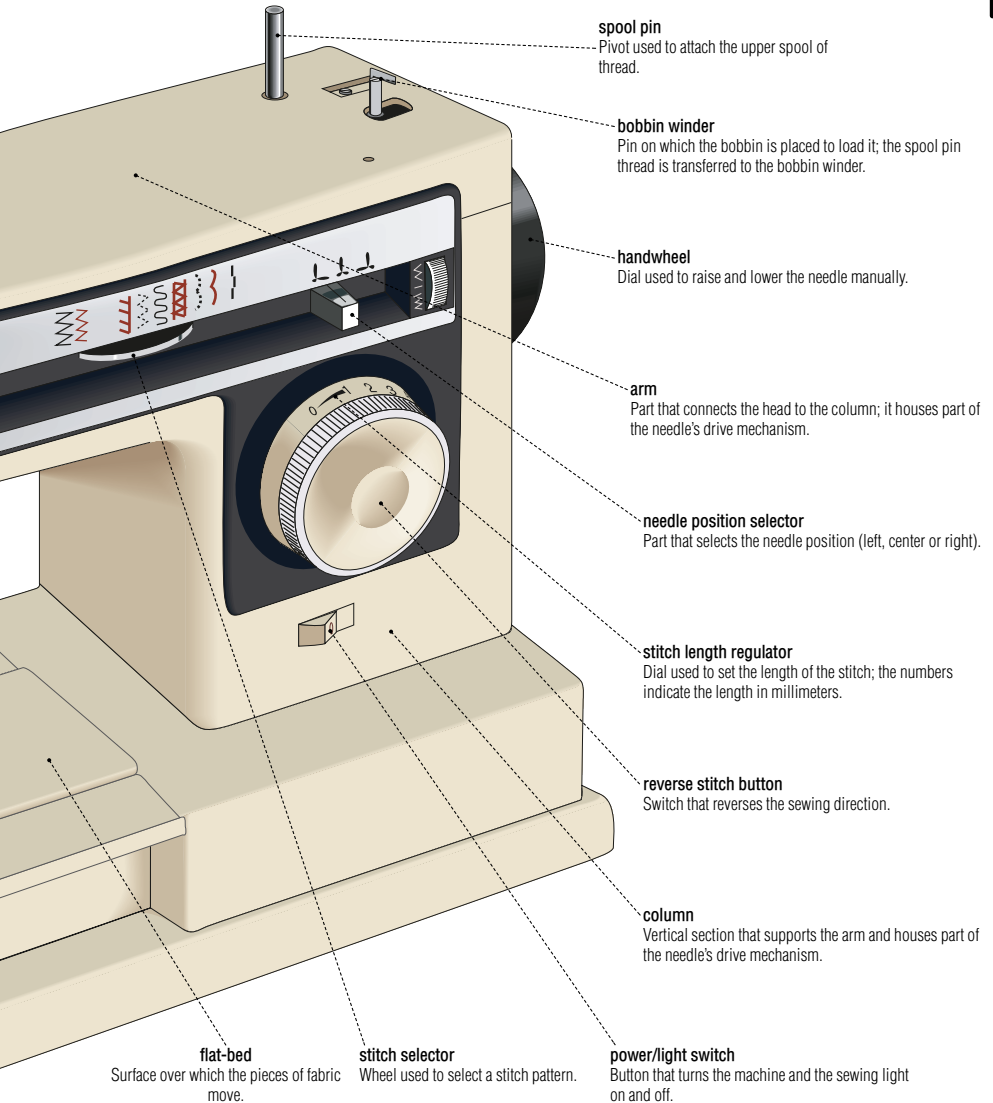 spool pin
Pivot used to attach the upper spool of
thread.
bobbin winder
Pin on which the bobbin is placed to load it; the spool pin
thread is transferred to the bobbin winder.
handwheel
Dial used to raise and lower the needle manually.
arm
Part that connects the head to the column; it houses part of
the needle’s drive mechanism.
needle position selector
Part that selects the needle position (left, center or right).
0 1 2 3
stitch length regulator
Dial used to set the length of the stitch; the numbers
indicate the length in millimeters.
reverse stitch button
Switch that reverses the sewing direction.
column
Vertical section that supports the arm and houses part of
the needle’s drive mechanism.
flat-bed
Surface over which the pieces of fabric
move.
stitch selector
Wheel used to select a stitch pattern.
power/light switch
Button that turns the machine and the sewing light
on and off.